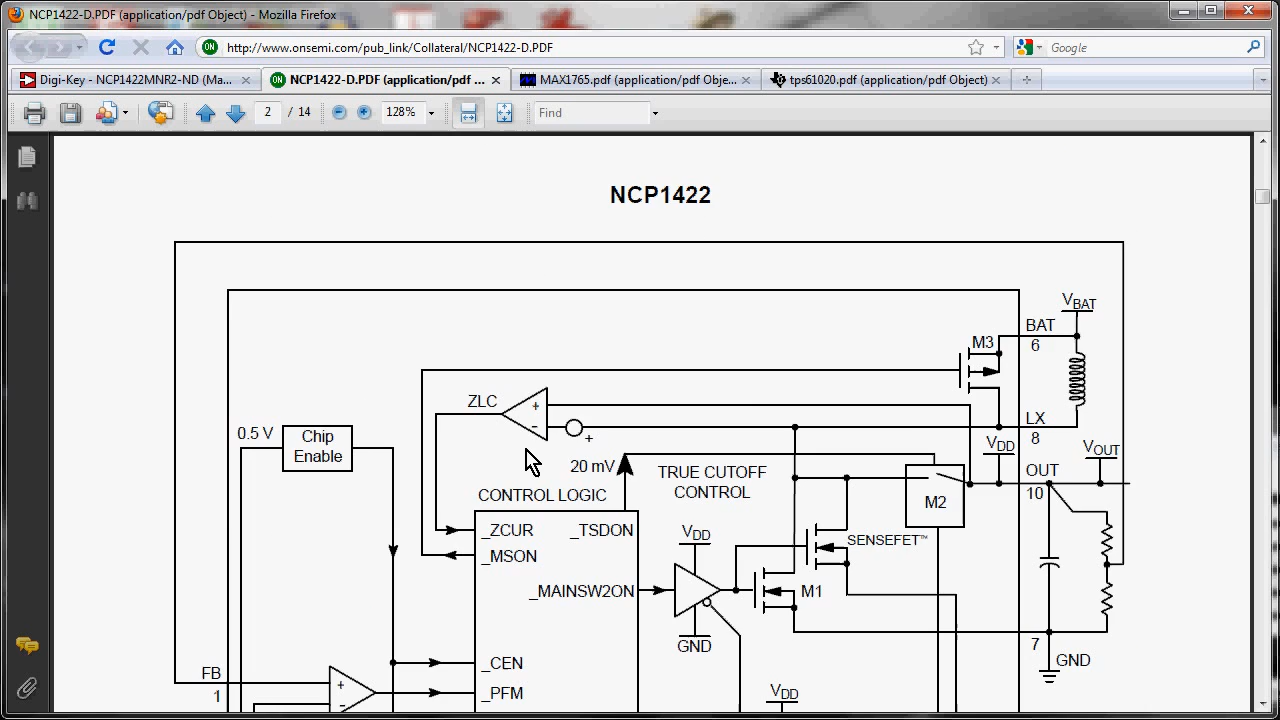 NCP1422-D.PDF (application/pdf Object) - Mozilla Firefox
http://www.onsemi.com/pub_link/Collateral/NCP1422-D.PDF
Google
Digi-Key - NCP1422MNR2-ND (Ma...
NCP1422-D.PDF (application/pdf ...
MAX1765.pdf (application/pdf Obje...
tps61020.pdf (application/pdf Object)
2 / 14
128%
Find
NCP1422
VBAT
BAT
6
M3
ZLC
+
-
+
20 mV
LX
8
VDD
VOUT
OUT
10
0.5 V
Chip
Enable
TRUE CUTOFF
CONTROL
M2
CONTROL LOGIC
_ZCUR
_TSDON
_MSON
VDD
SENSEFET™
_MAINSW2ON
M1
GND
7
GND
_CEN
FB
1
+
-
_PFM
VDD